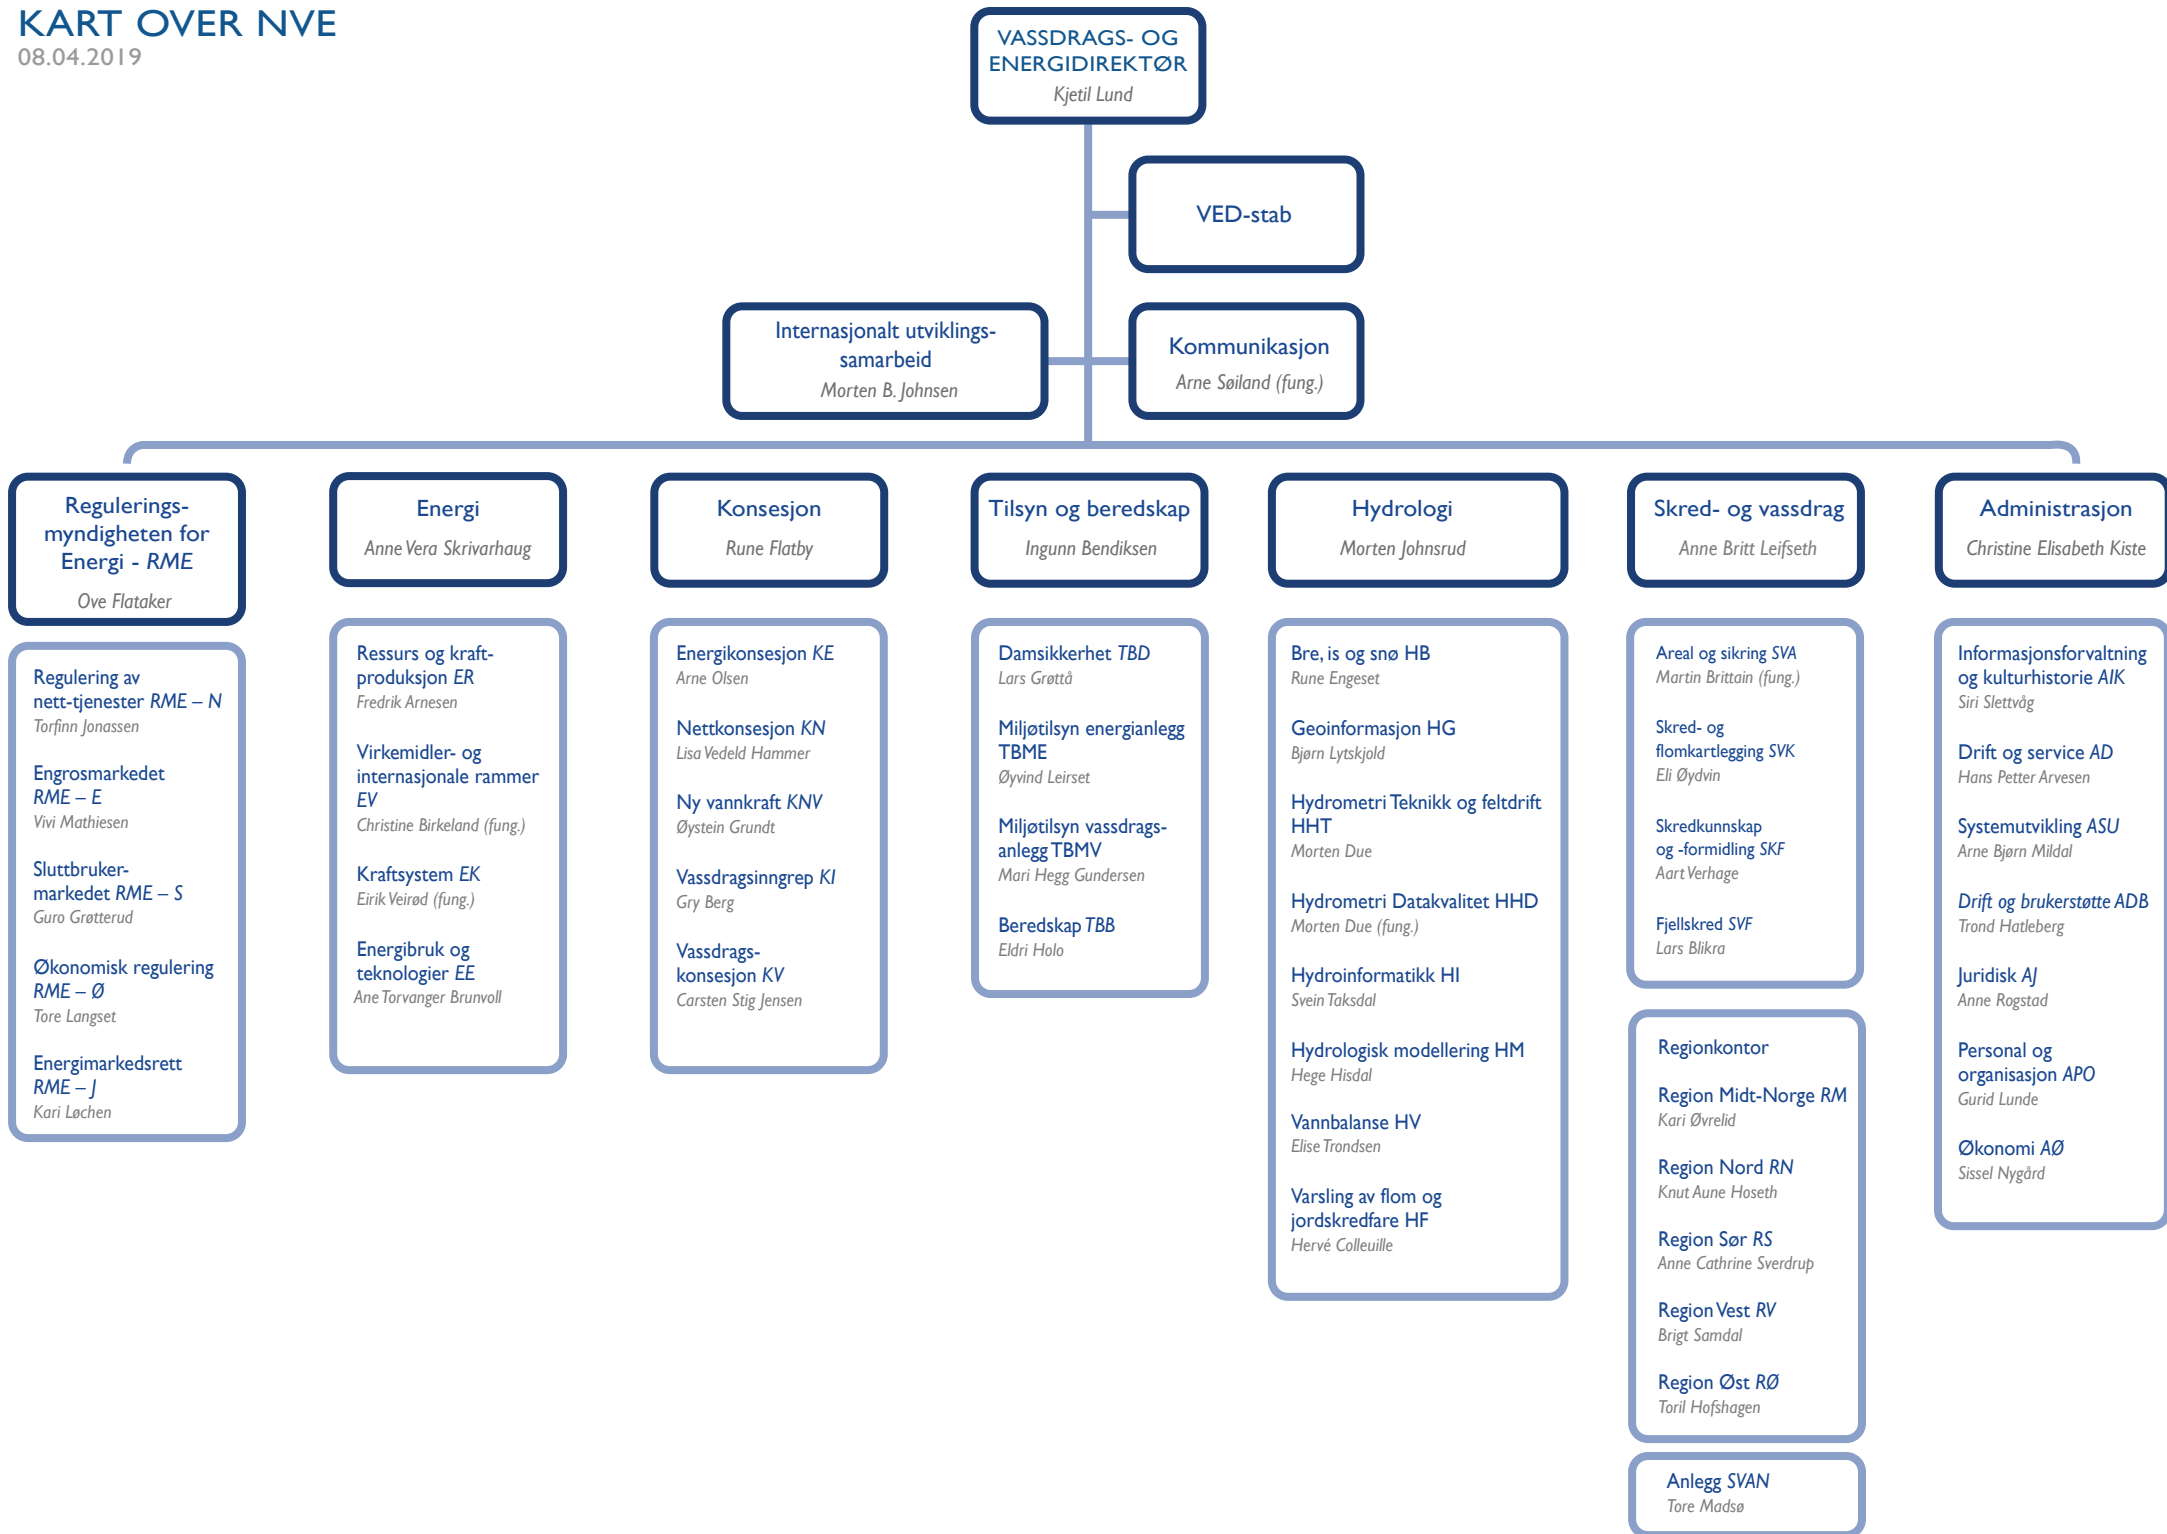 KART OVER NVE
08.04.2019
VASSDRAGS- OG
ENERGIDIREKTØR
Kjetil Lund
VED-stab
Internasjonalt utviklings-
samarbeid
Morten B. Johnsen
Kommunikasjon
Arne Søiland (fung.)
Regulerings-
myndigheten for
Energi - RME
Ove Flataker
Regulering av
nett-tjenester RME – N
Torfinn Jonassen
Engrosmarkedet
RME – E
Vivi Mathiesen
Sluttbruker-
markedet RME – S
Guro Grøtterud
Økonomisk regulering
RME – Ø
Tore Langset
Energimarkedsrett
RME – J
Kari Løchen
Energi
Anne Vera Skrivarhaug
Ressurs og kraft-
produksjon ER
Fredrik Arnesen
Virkemidler- og
internasjonale rammer
EV
Christine Birkeland (fung.)
Kraftsystem EK
Eirik Veirød (fung.)
Energibruk og
teknologier EE
Ane Torvanger Brunvoll
Konsesjon
Rune Flatby
Energikonsesjon KE
Arne Olsen
Nettkonsesjon KN
Lisa Vedeld Hammer
Ny vannkraft KNV
Øystein Grundt
Vassdragsinngrep KI
Gry Berg
Vassdrags-
konsesjon KV
Carsten Stig Jensen
Tilsyn og beredskap
Ingunn Bendiksen
Damsikkerhet TBD
Lars Grøttå
Miljøtilsyn energianlegg
TBME
Øyvind Leirset
Miljøtilsyn vassdrags-
anlegg TBMV
Mari Hegg Gundersen
Beredskap TBB
Eldri Holo
Hydrologi
Morten Johnsrud
Bre, is og snø HB
Rune Engeset
Geoinformasjon HG
Bjørn Lytskjold
Hydrometri Teknikk og feltdrift
HHT
Morten Due
Hydrometri Datakvalitet HHD
Morten Due (fung.)
Hydroinformatikk HI
Svein Taksdal
Hydrologisk modellering HM
Hege Hisdal
Vannbalanse HV
Elise Trondsen
Varsling av flom og
jordskredfare HF
Hervé Colleuille
Skred- og vassdrag
Anne Britt Leifseth
Areal og sikring SVA
Martin Brittain (fung.)
Skred- og
flomkartlegging SVK
Eli Øydvin
Skredkunnskap
og -formidling SKF
Aart Verhage
Fjellskred SVF
Lars Blikra
Regionkontor
Region Midt-Norge RM
Kari Øvrelid
Region Nord RN
Knut Aune Hoseth
Region Sør RS
Anne Cathrine Sverdrup
Region Vest RV
Brigt Samdal
Region Øst RØ
Toril Hofshagen
Anlegg SVAN
Tore Madsø
Administrasjon
Christine Elisabeth Kiste
Informasjonsforvaltning
og kulturhistorie AIK
Siri Slettvåg
Drift og service AD
Hans Petter Arvesen
Systemutvikling ASU
Arne Bjørn Mildal
Drift og brukerstøtte ADB
Trond Hatleberg
Juridisk AJ
Anne Rogstad
Personal og
organisasjon APO
Gurid Lunde
Økonomi AØ
Sissel Nygård